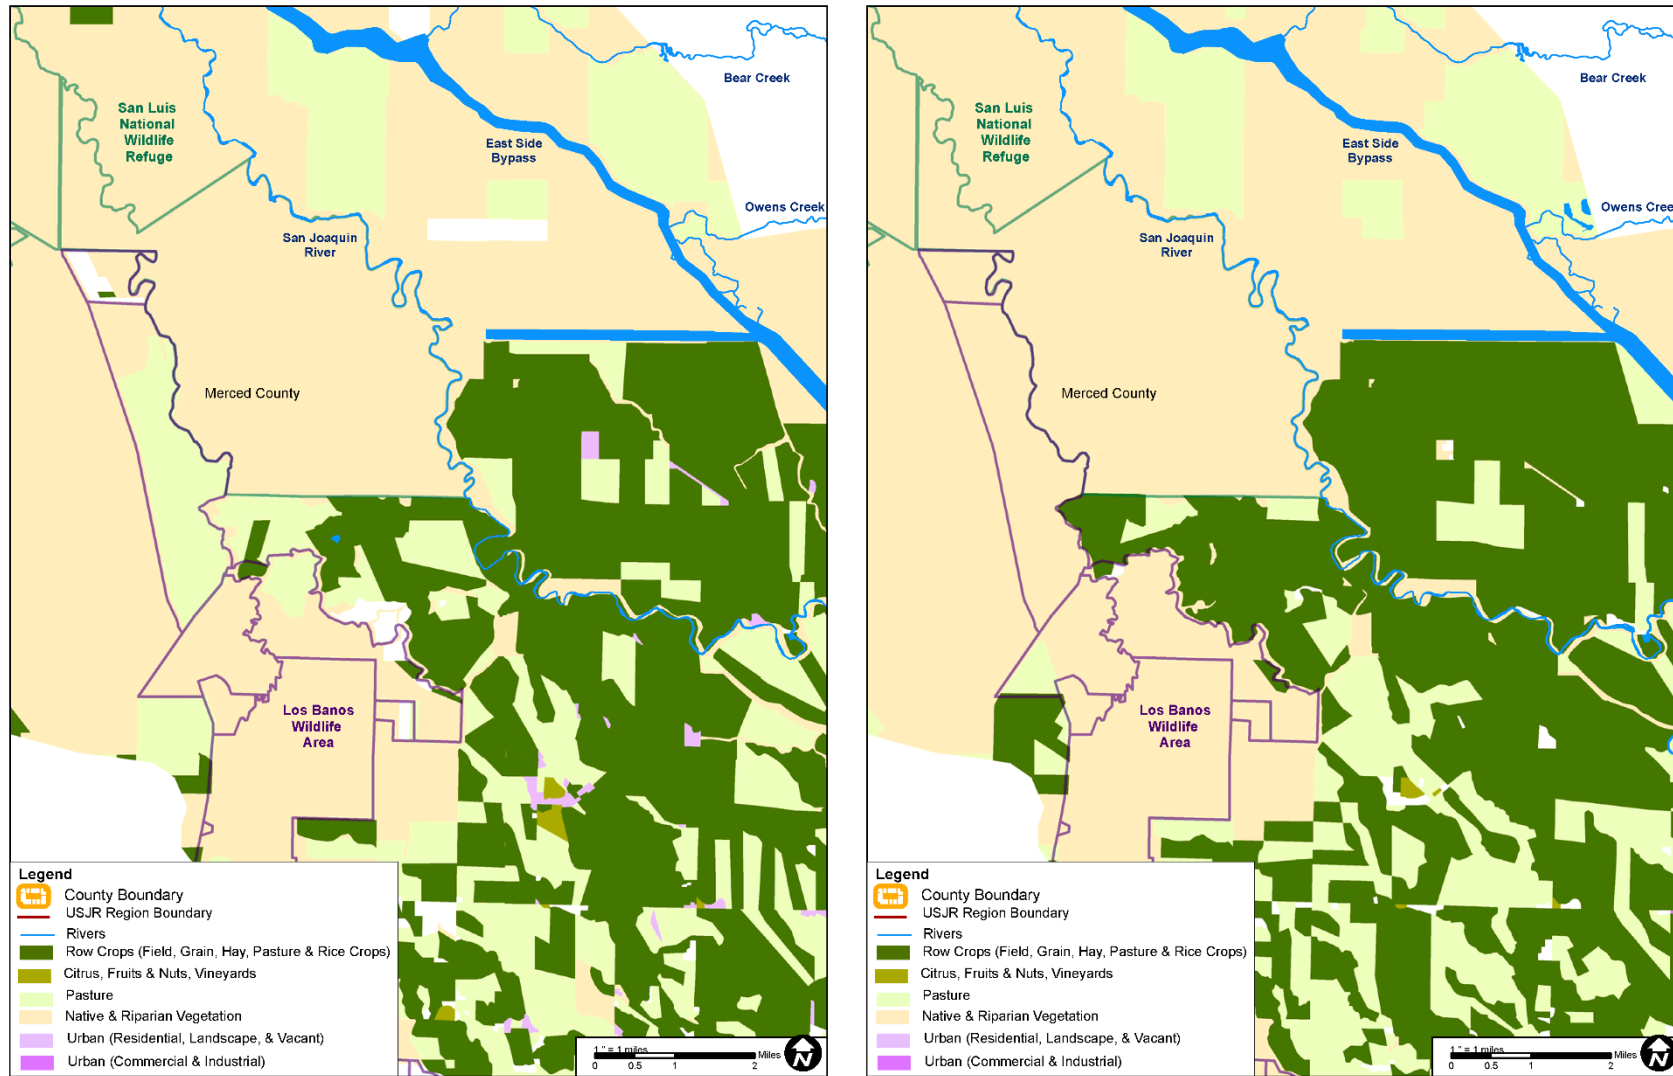 Bear Creek
San Luis
National
Wildlife
Refuge
East Side
Bypass
Owens Creek
San Joaquin
River
Merced County
Los Banos
Wildlife
Area
Legend
County Boundary
USJR Region Boundary
Rivers
Row Crops (Field, Grain, Hay, Pasture & Rice Crops)
Citrus, Fruits & Nuts, Vineyards
Pasture
Native & Riparian Vegetation
Urban (Residential, Landscape, & Vacant)
Urban (Commercial & Industrial)
1 " = 1 miles
Miles
0 0.5 1 2
N
Bear Creek
San Luis
National
Wildlife
Refuge
East Side
Bypass
Owens Cree
San Joaquin
River
Merced County
Los Banos
Wildlife
Area
Legend
County Boundary
USJR Region Boundary
Rivers
Row Crops (Field, Grain, Hay, Pasture & Rice Crops)
Citrus, Fruits & Nuts, Vineyards
Pasture
Native & Riparian Vegetation
Urban (Residential, Landscape, & Vacant)
Urban (Commercial & Industrial)
1 " = 1 miles
Miles
0 0.5 1 2
N